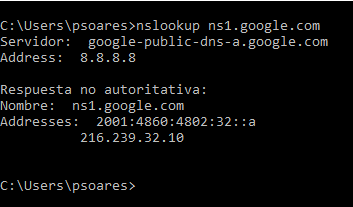 C:\Users\psoares>nslookup ns1.google.com
Servidor:  google-public-dns-a.google.com
Address:  8.8.8.8
Respuesta no autoritativa:
Nombre:  ns1.google.com
Addresses:  2001:4860:4802:32::a
216.239.32.10
C:\Users\psoares>